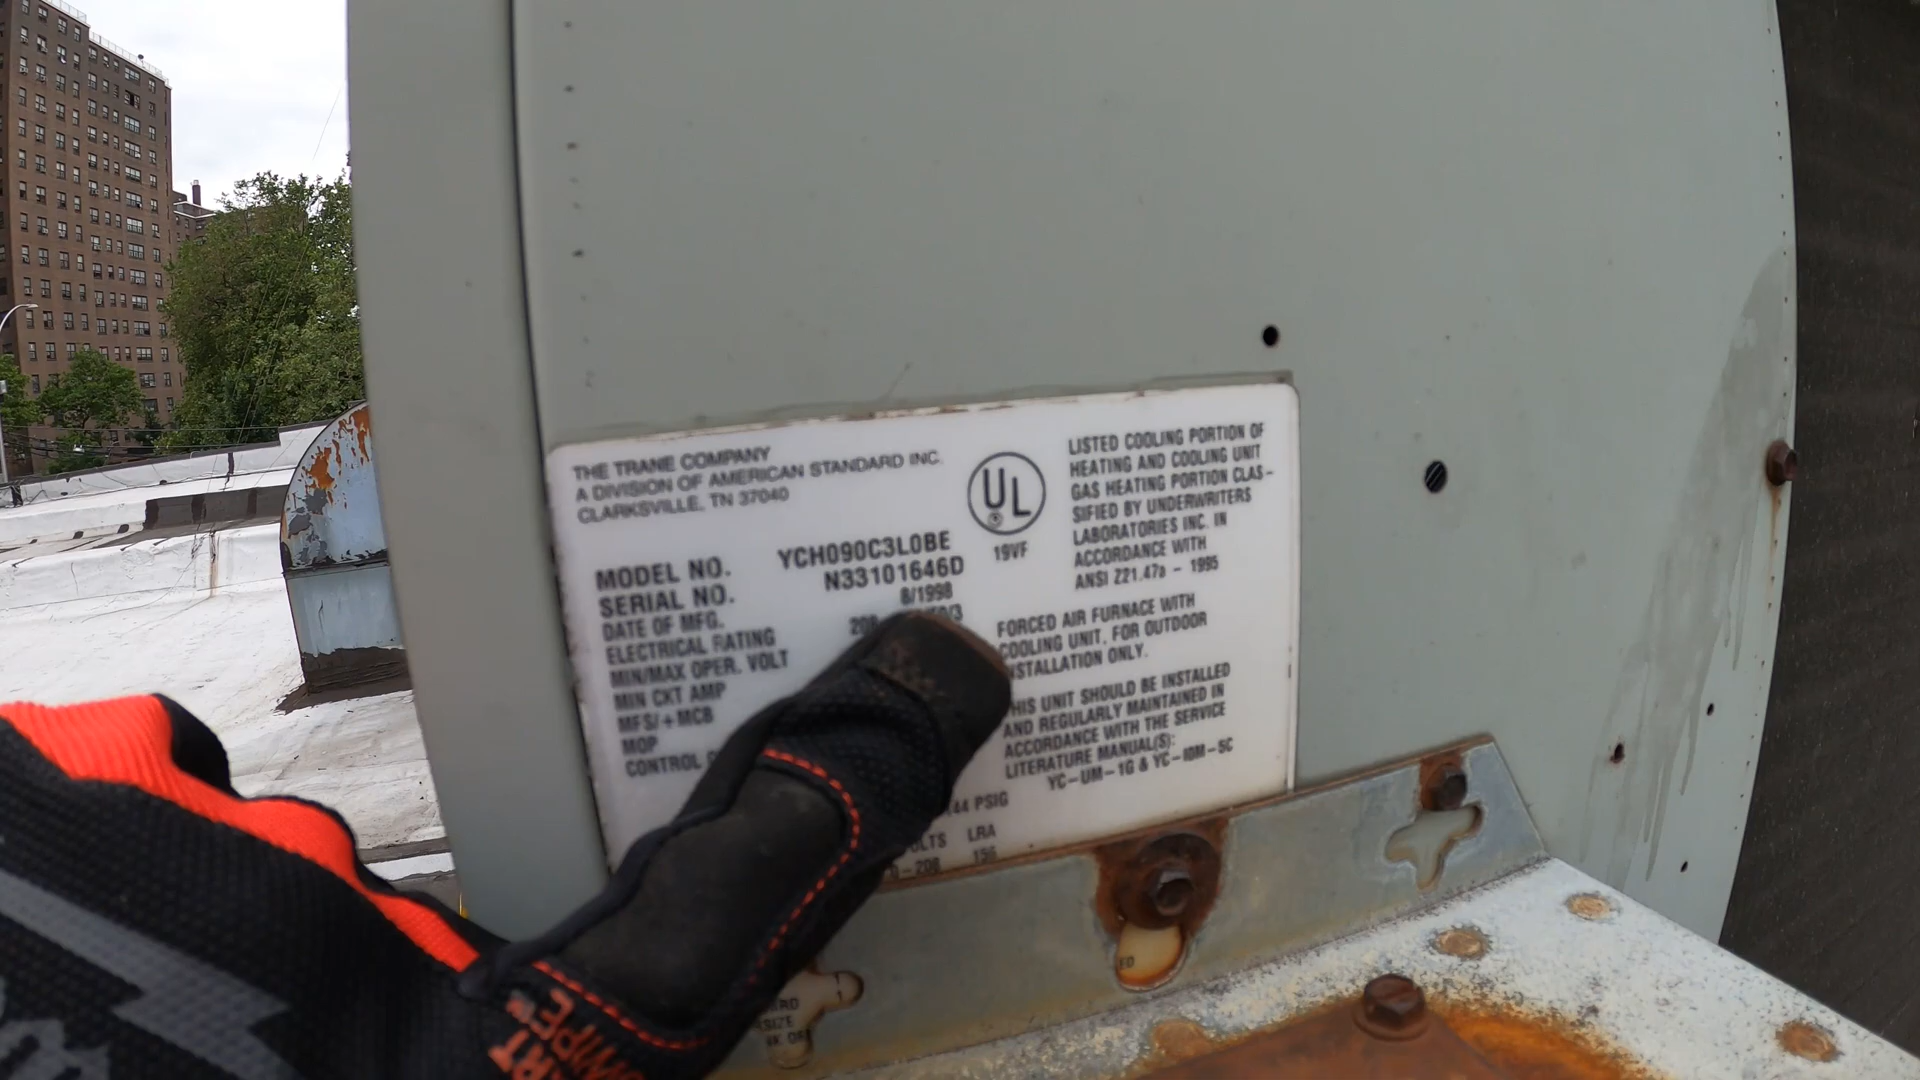 THE TRANE COMPANY
A DIVISION OF AMERICAN STANDARD INC.
CLARKSVILLE, TN 37040
MODEL NO. YCH090C3L0BE
SERIAL NO. N33101646D
DATE OF MFG. 8/1998
ELECTRICAL RATING
MIN/MAX OPER. VOLT
MIN CKT AMP
MFS/+MCB
MOP
CONTROL
UL
19VF
LISTED COOLING PORTION OF
HEATING AND COOLING UNIT
GAS HEATING PORTION CLAS-
SIFIED BY UNDERWRITERS
LABORATORIES INC. IN
ACCORDANCE WITH
ANSI Z21.47a - 1995
FORCED AIR FURNACE WITH
COOLING UNIT, FOR OUTDOOR
INSTALLATION ONLY.
THIS UNIT SHOULD BE INSTALLED
AND REGULARLY MAINTAINED IN
ACCORDANCE WITH THE SERVICE
LITERATURE MANUAL(S):
YC-UM-1G & YC-IOM-5C
PSIG
LRA
156